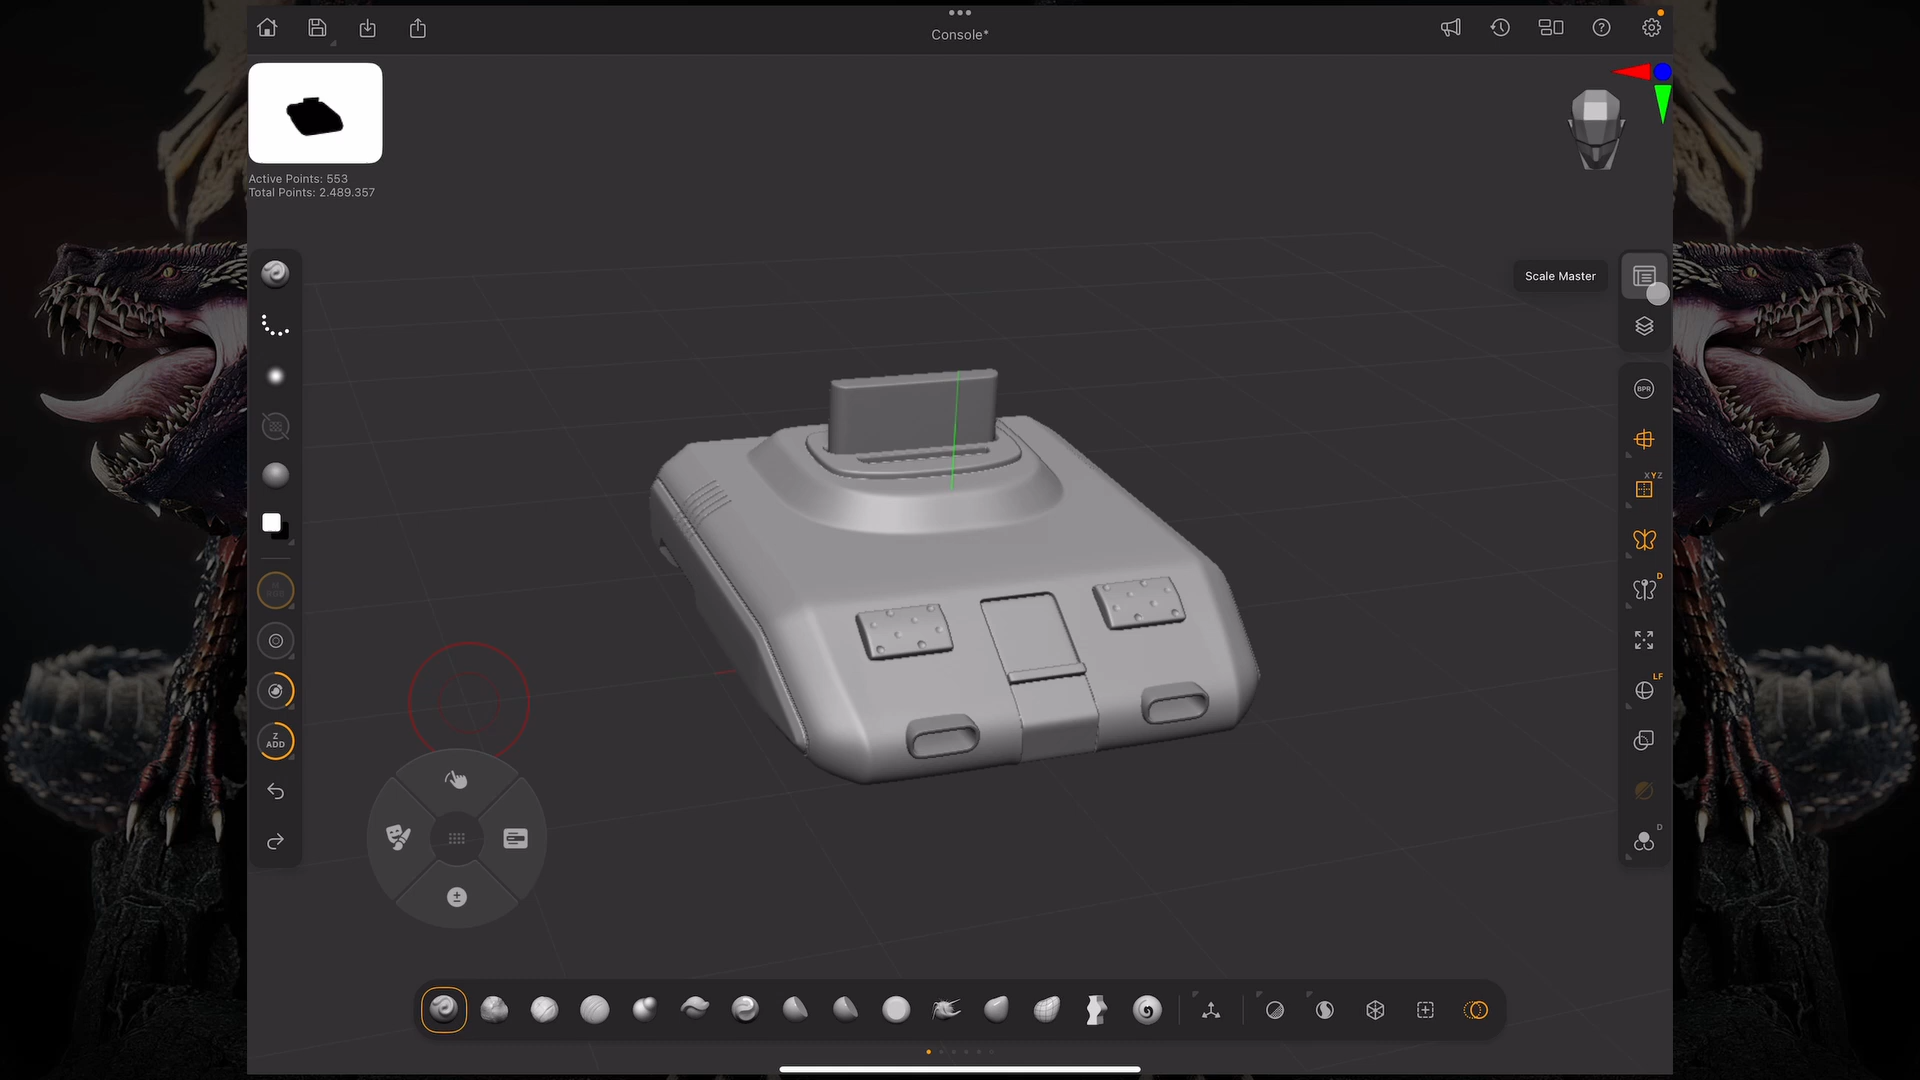 Console*
Active Points: 553
Total Points: 2.489.357
Scale Master
BPR
XYZ
D
LF
Z
ADD
D